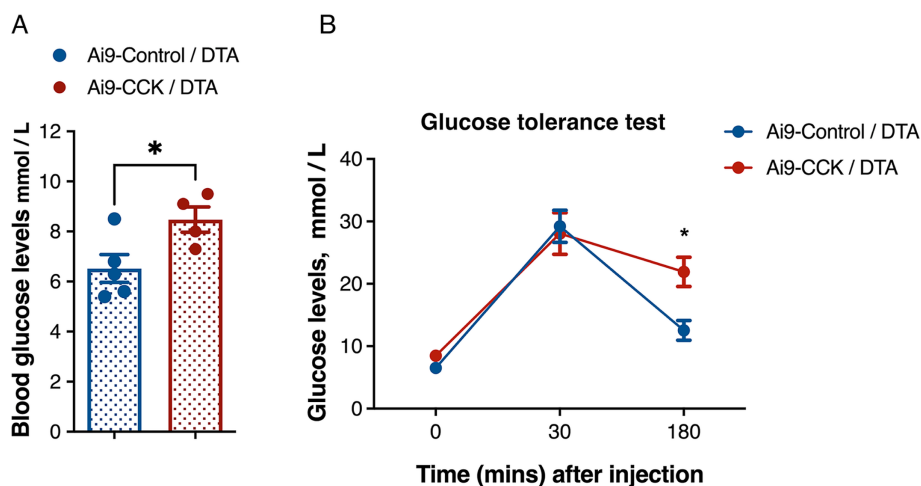 A
Ai9-Control / DTA
Ai9-CCK / DTA
Blood glucose levels mmol / L
12
10
8
6
4
2
0
*
B
Glucose tolerance test
Ai9-Control / DTA
Ai9-CCK / DTA
Glucose levels, mmol / L
40
30
20
10
0
*
0 30 180
Time (mins) after injection